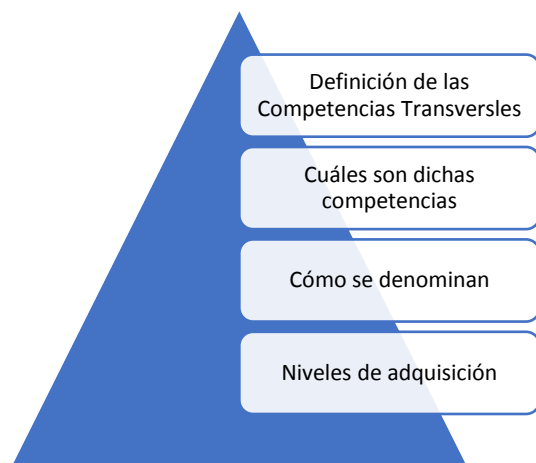 Definición de las
Competencias Transversles
Cuáles son dichas
competencias
Cómo se denominan
Niveles de adquisición